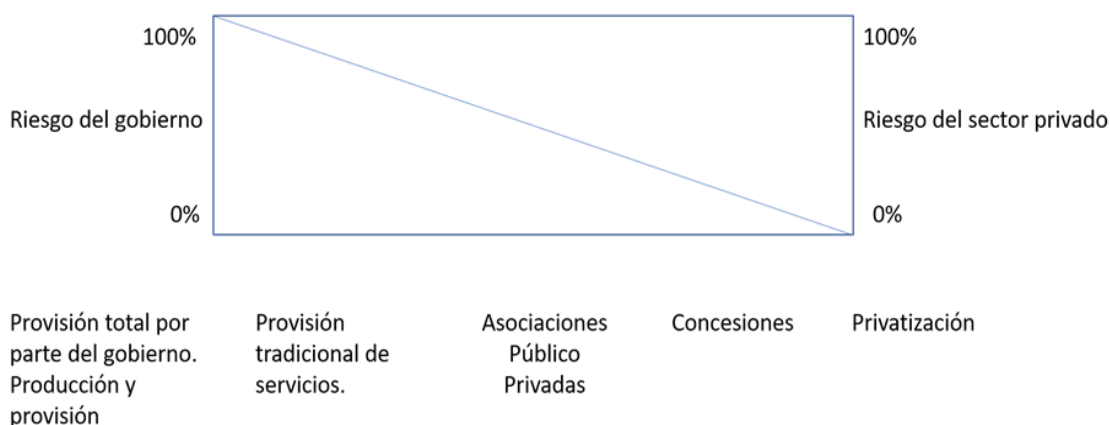 100%
100%
Riesgo del gobierno
Riesgo del sector privado
0%
0%
Provisión total por
parte del gobierno.
Producción y
provisión
Provisión
tradicional de
servicios.
Asociaciones
Público
Privadas
Concesiones
Privatización